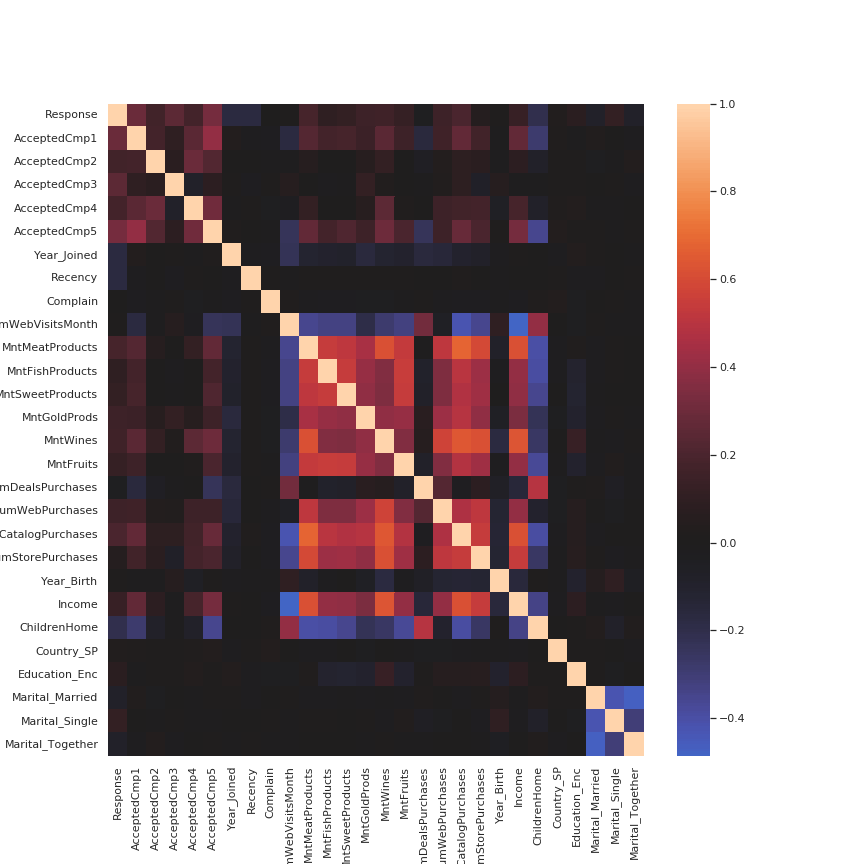 Response
AcceptedCmp1
AcceptedCmp2
AcceptedCmp3
AcceptedCmp4
AcceptedCmp5
Year_Joined
Recency
Complain
mWebVisitsMonth
MntMeatProducts
MntFishProducts
MntSweetProducts
MntGoldProds
MntWines
MntFruits
mDealsPurchases
umWebPurchases
CatalogPurchases
umStorePurchases
Year_Birth
Income
ChildrenHome
Country_SP
Education_Enc
Marital_Married
Marital_Single
Marital_Together
1.0
0.8
0.6
0.4
0.2
0.0
−0.2
−0.4
Response
AcceptedCmp1
AcceptedCmp2
AcceptedCmp3
AcceptedCmp4
AcceptedCmp5
Year_Joined
Recency
Complain
mWebVisitsMonth
MntMeatProducts
MntFishProducts
MntSweetProducts
MntGoldProds
MntWines
MntFruits
mDealsPurchases
umWebPurchases
CatalogPurchases
mStorePurchases
Year_Birth
Income
ChildrenHome
Country_SP
Education_Enc
Marital_Married
Marital_Single
Marital_Together